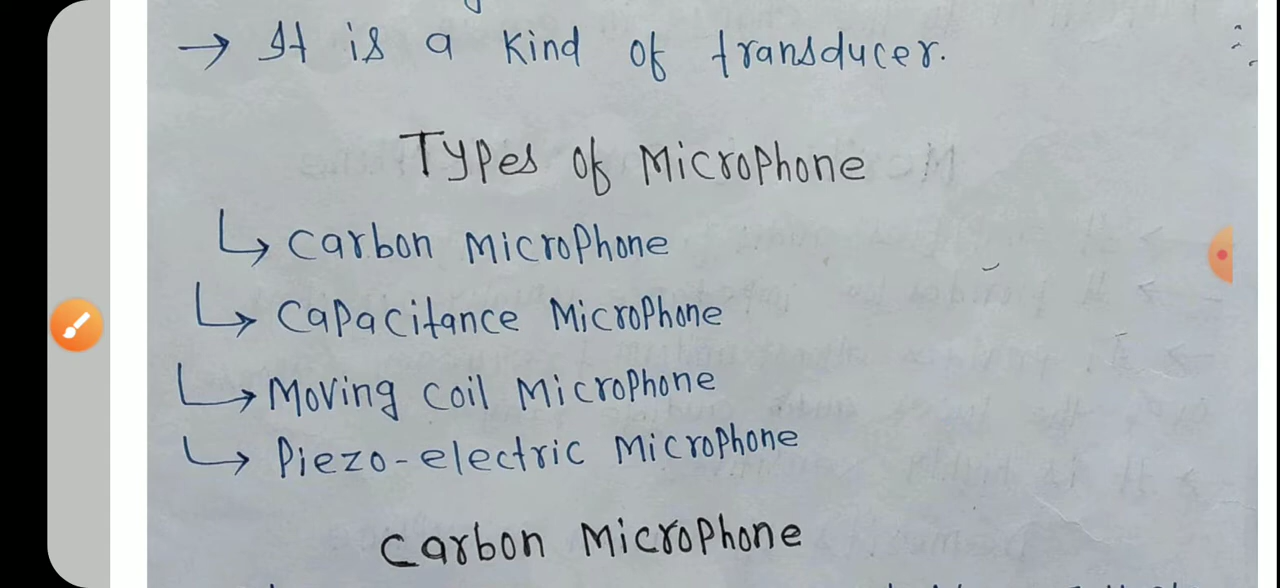 → It is a kind of transducer.
Types of Microphone
↳ Carbon Microphone
↳ Capacitance Microphone
↳ Moving coil Microphone
↳ Piezo-electric Microphone
Carbon Microphone